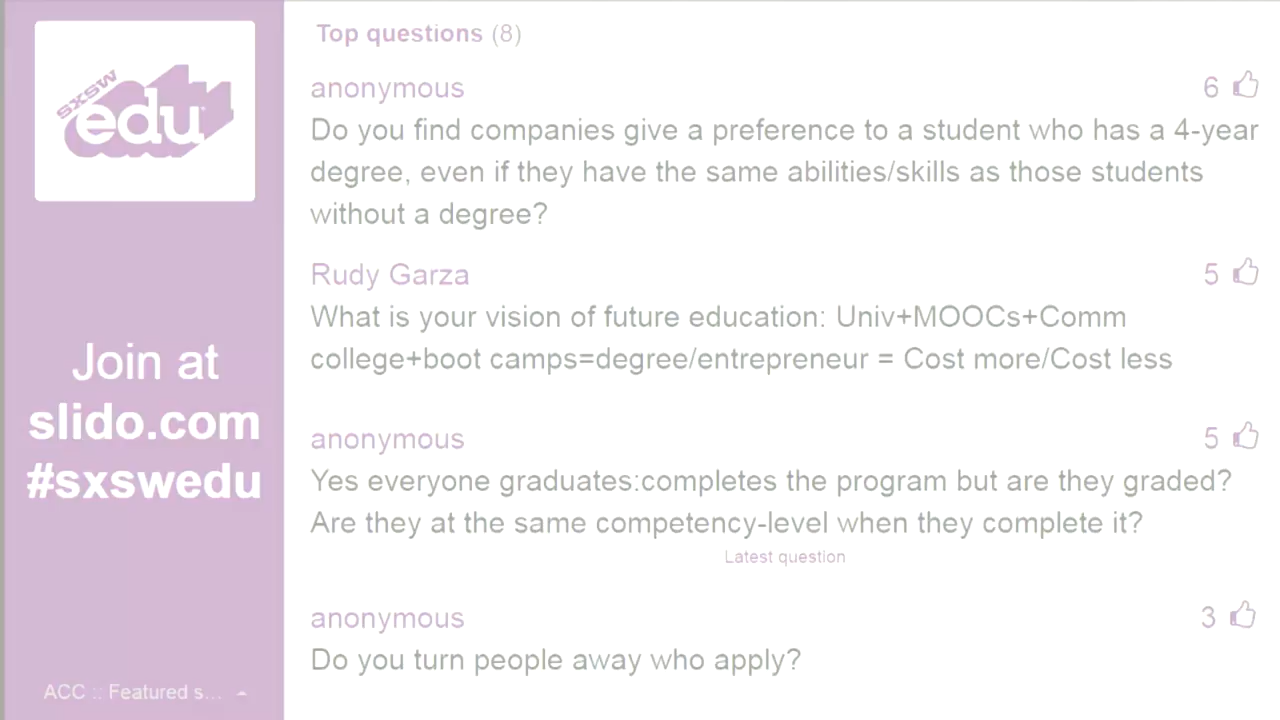 sxsw
edu
Join at
slido.com
#sxswedu
ACC :: Featured s...
Top questions (8)
anonymous
6
Do you find companies give a preference to a student who has a 4-year
degree, even if they have the same abilities/skills as those students
without a degree?
Rudy Garza
5
What is your vision of future education: Univ+MOOCs+Comm
college+boot camps=degree/entrepreneur = Cost more/Cost less
anonymous
5
Yes everyone graduates:completes the program but are they graded?
Are they at the same competency-level when they complete it?
Latest question
anonymous
3
Do you turn people away who apply?